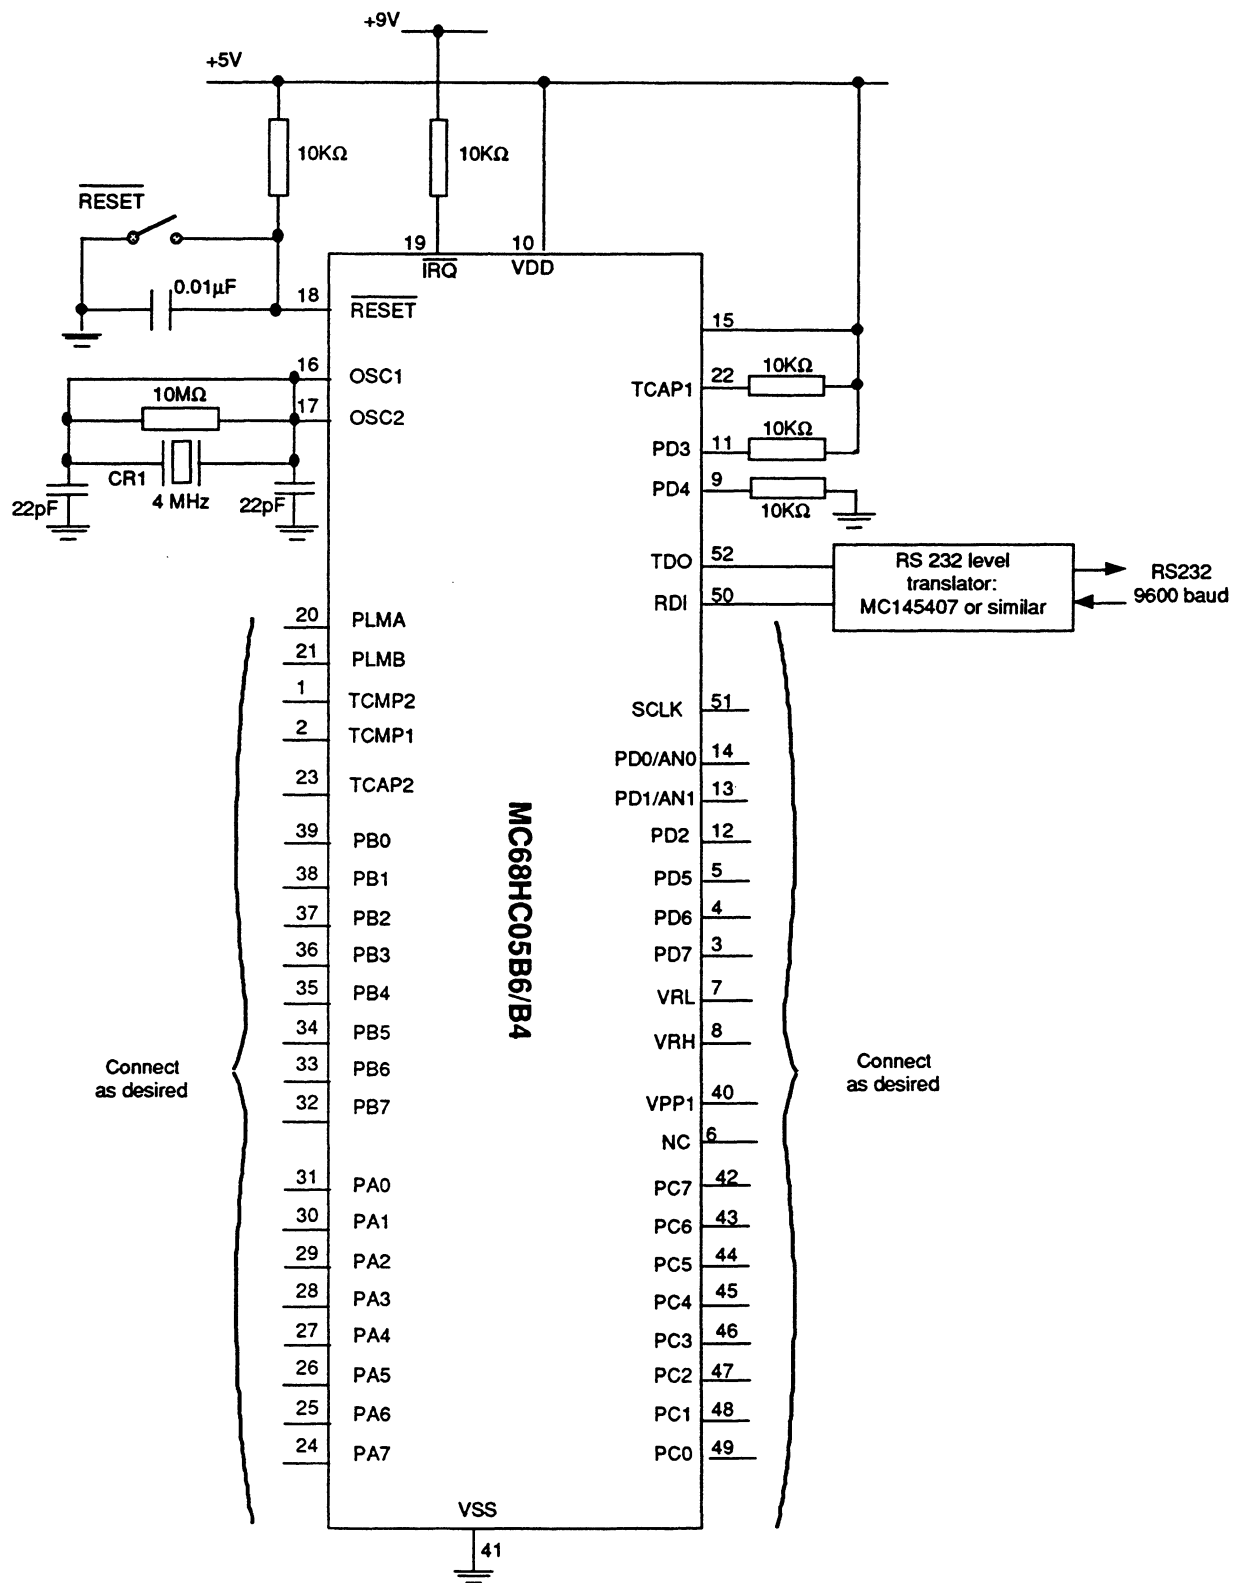 +9V
+5V
10KΩ
10KΩ
RESET
19
10
IRQ
VDD
0.01µF
18
RESET
15
16
OSC1
10KΩ
22
TCAP1
10MΩ
17
OSC2
10KΩ
PD3
11
CR1
4 MHz
22pF
22pF
PD4
9
10KΩ
TDO
52
RS 232 level
translator:
MC145407 or similar
RS232
9600 baud
RDI
50
20
PLMA
21
PLMB
1
TCMP2
2
TCMP1
23
TCAP2
39
PB0
38
PB1
37
PB2
36
PB3
35
PB4
34
PB5
33
PB6
32
PB7
31
PA0
30
PA1
29
PA2
28
PA3
27
PA4
26
PA5
25
PA6
24
PA7
Connect
as desired
MC68HC05B6/B4
SCLK
51
PD0/AN0
14
PD1/AN1
13
PD2
12
PD5
5
PD6
4
PD7
3
VRL
7
VRH
8
VPP1
40
NC
6
PC7
42
PC6
43
PC5
44
PC4
45
PC3
46
PC2
47
PC1
48
PC0
49
Connect
as desired
VSS
41